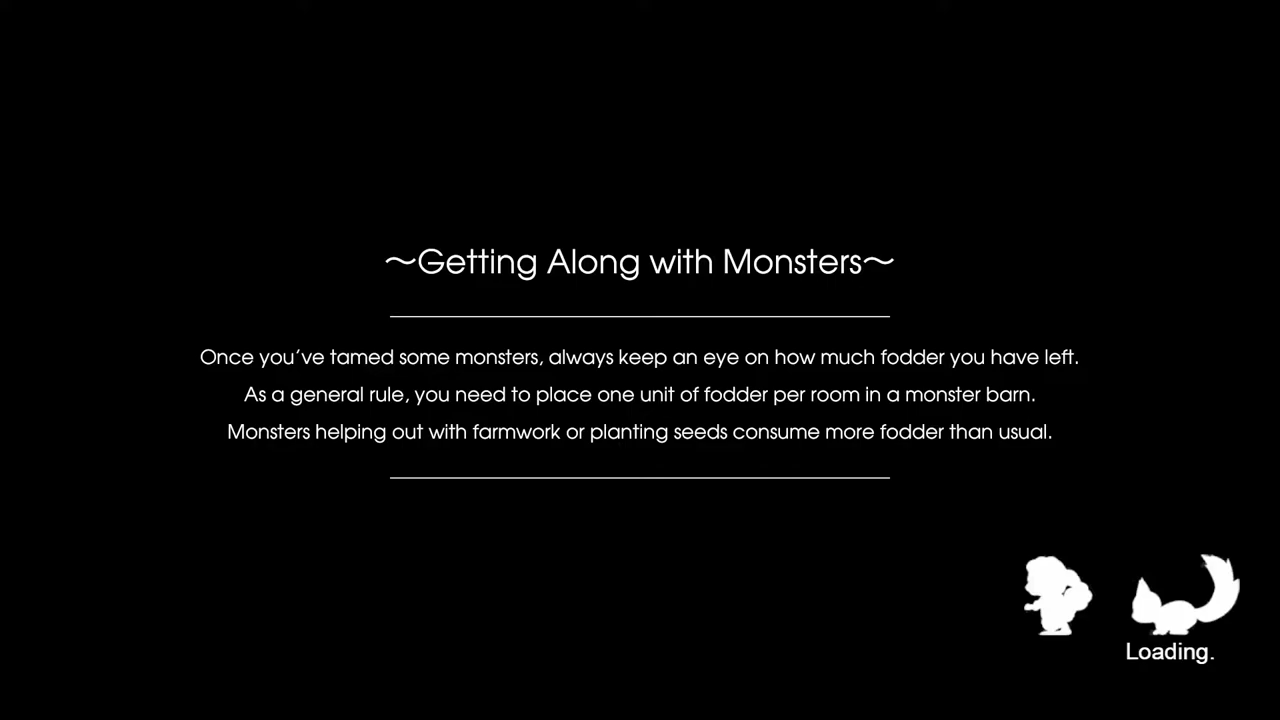 ～Getting Along with Monsters～
Once you've tamed some monsters, always keep an eye on how much fodder you have left.
As a general rule, you need to place one unit of fodder per room in a monster barn.
Monsters helping out with farmwork or planting seeds consume more fodder than usual.
Loading.